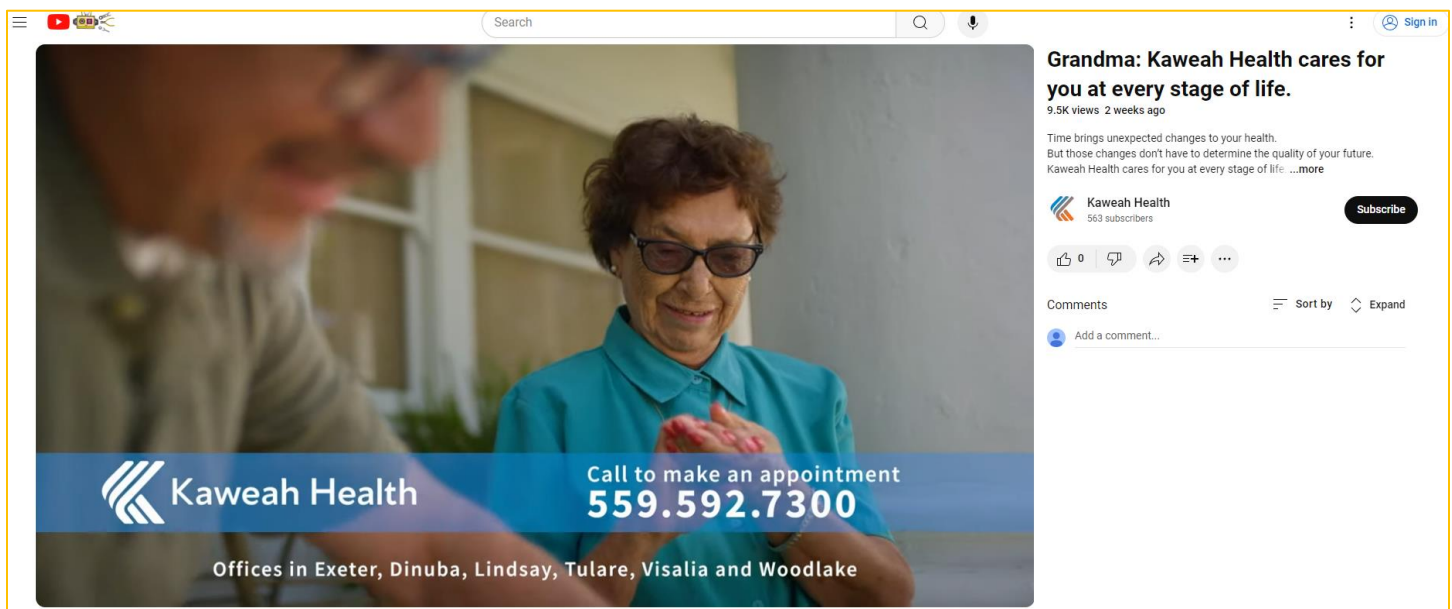 Search
Sign in
Grandma: Kaweah Health cares for
you at every stage of life.
9.5K views 2 weeks ago
Time brings unexpected changes to your health.
But those changes don't have to determine the quality of your future.
Kaweah Health cares for you at every stage of life. ...more
Kaweah Health
563 subscribers
Subscribe
0
Comments
Sort by
Expand
Add a comment...
Kaweah Health
Call to make an appointment
559.592.7300
Offices in Exeter, Dinuba, Lindsay, Tulare, Visalia and Woodlake